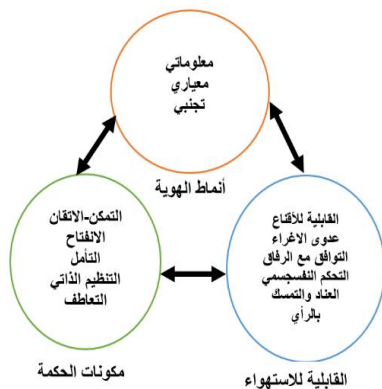 معلوماتي
معياري
تجنبي
أنماط الهوية
التمكن-الاتقان
الانفتاح
التأمل
التنظيم الذاتي
التعاطف
مكونات الحكمة
القابلية للأقناع
عدوى الاغراء
التوافق مع الرفاق
التحكم النفسجسمي
العناد والتمسك
بالرأي
القابلية للاستهواء